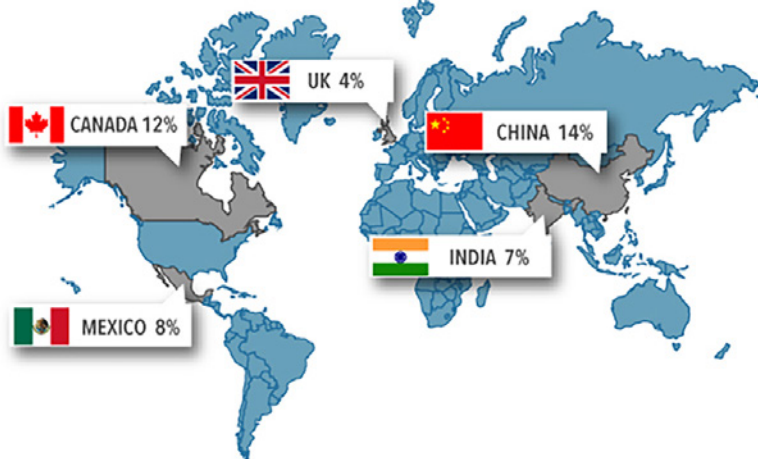 UK 4%
CANADA 12%
CHINA 14%
INDIA 7%
MEXICO 8%